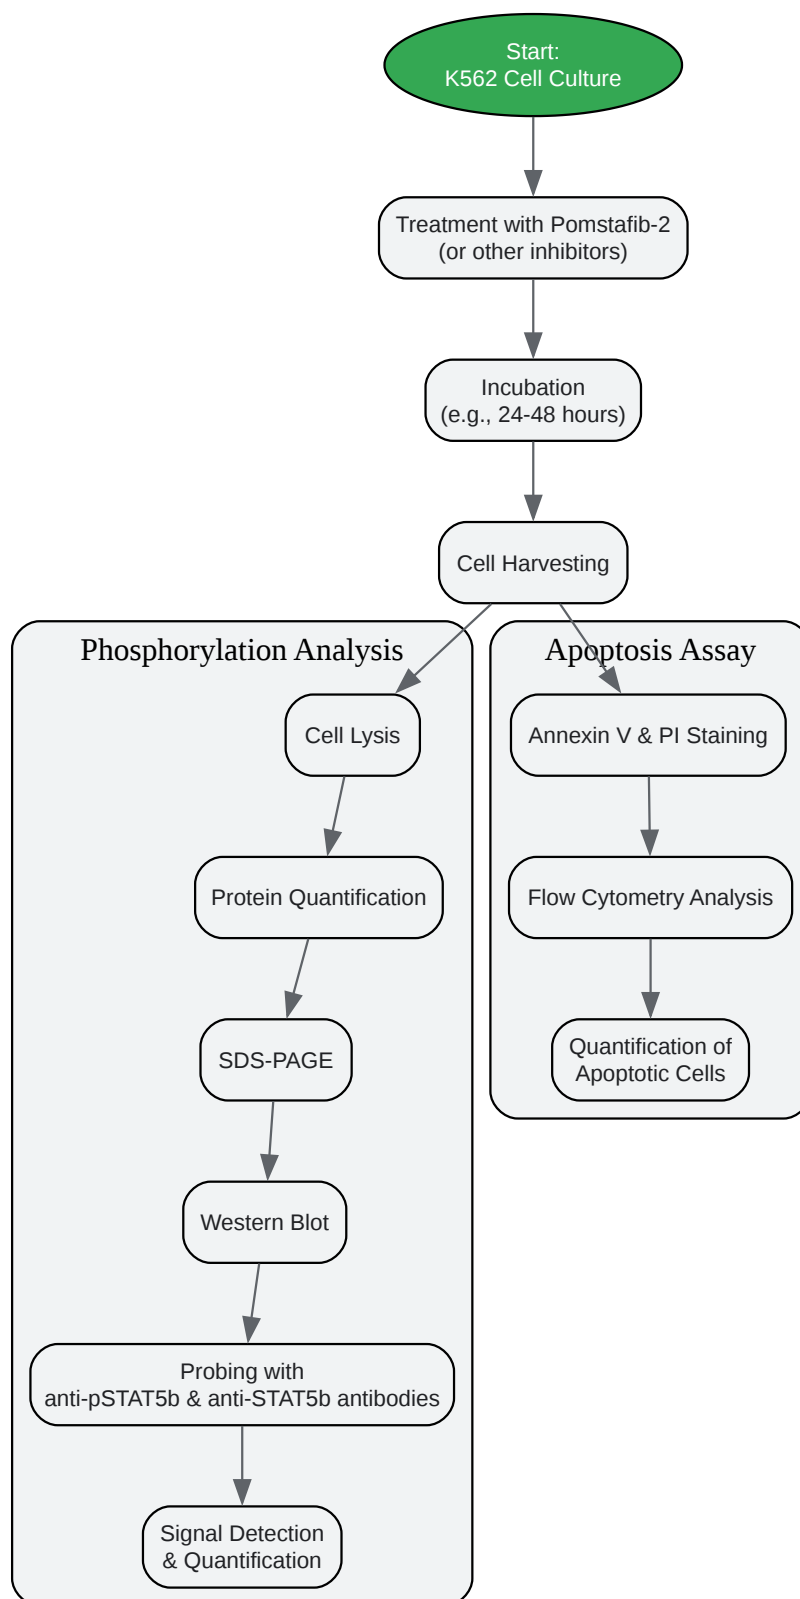 Start:
K562 Cell Culture
Treatment with Pomstafib-2
(or other inhibitors)
Incubation
(e.g., 24-48 hours)
Cell Harvesting
Phosphorylation Analysis
Cell Lysis
Protein Quantification
SDS-PAGE
Western Blot
Probing with
anti-pSTAT5b & anti-STAT5b antibodies
Signal Detection
& Quantification
Apoptosis Assay
Annexin V & PI Staining
Flow Cytometry Analysis
Quantification of
Apoptotic Cells